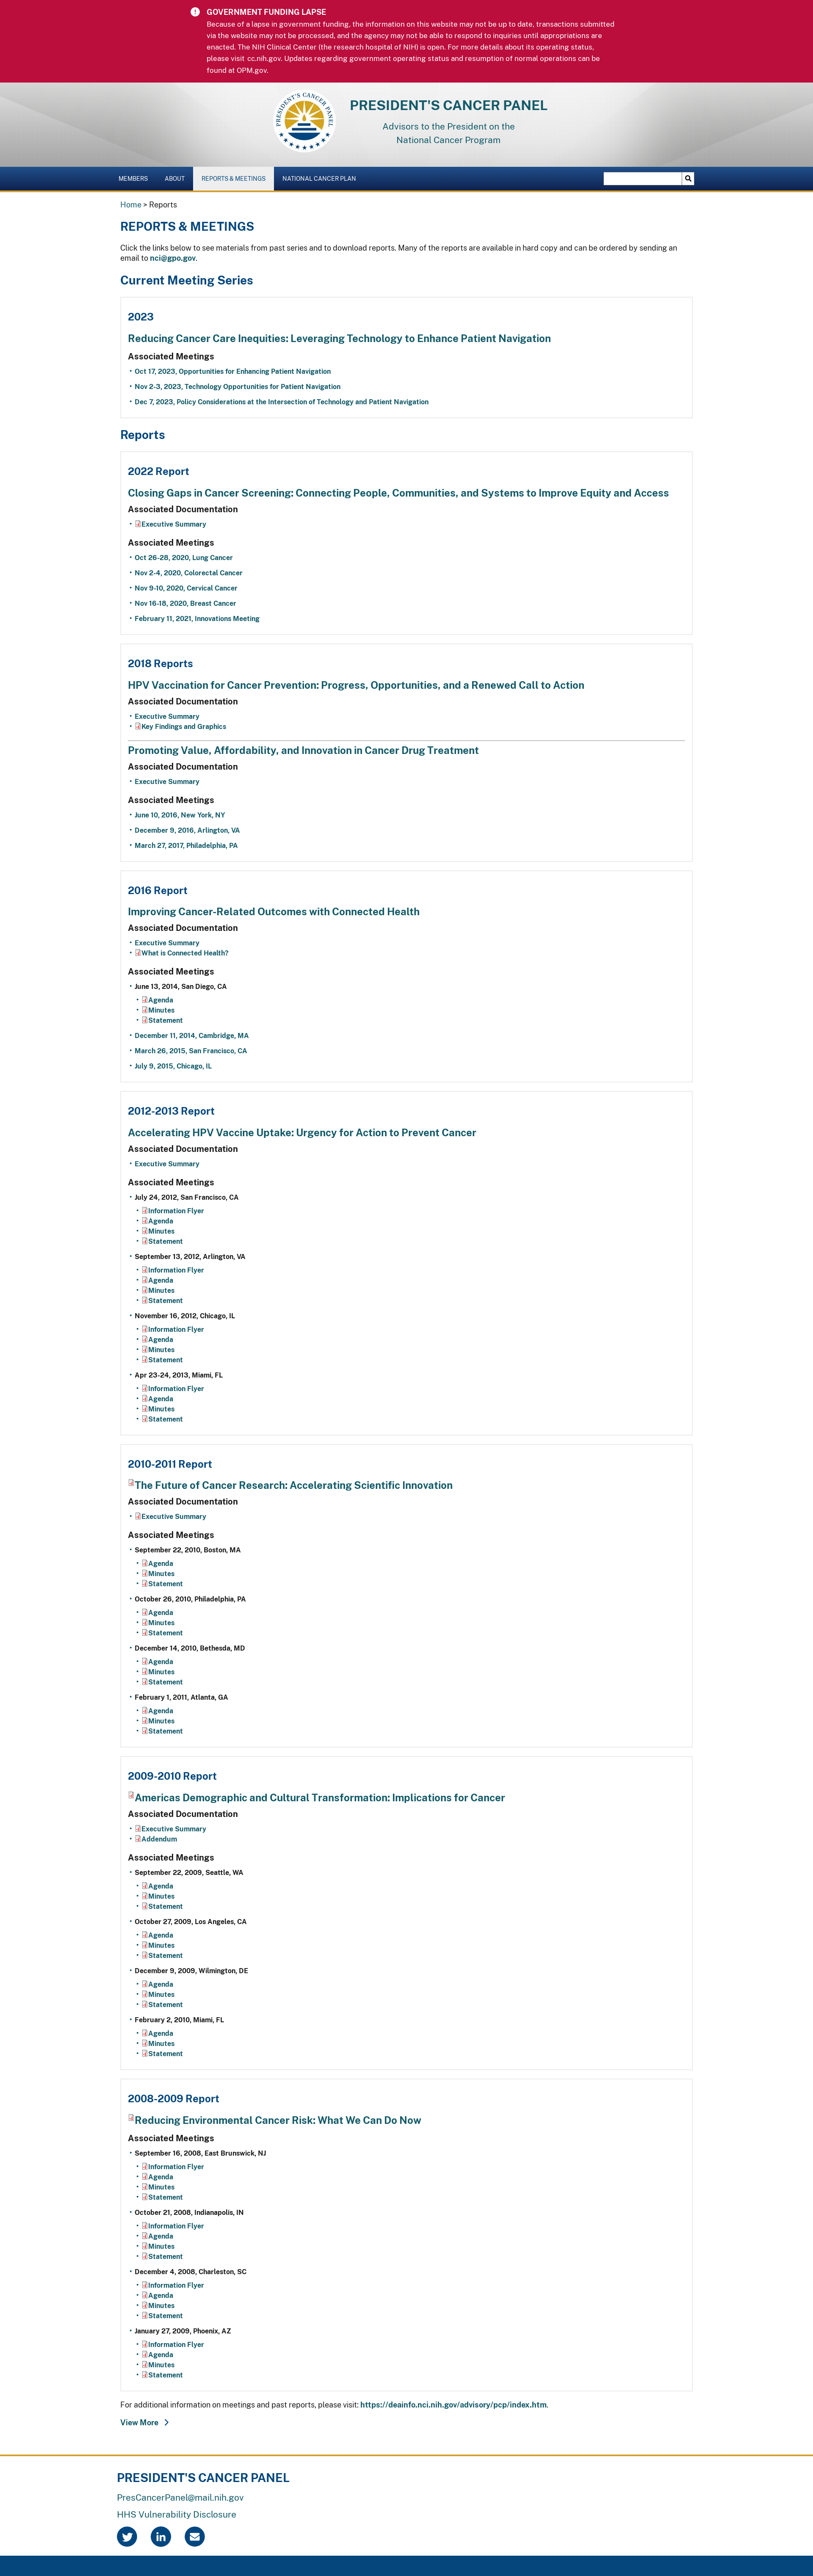 GOVERNMENT FUNDING LAPSE
Because of a lapse in government funding, the information on this website may not be up to date, transactions submitted
via the website may not be processed, and the agency may not be able to respond to inquiries until appropriations are
enacted. The NIH Clinical Center (the research hospital of NIH) is open. For more details about its operating status,
please visit cc.nih.gov. Updates regarding government operating status and resumption of normal operations can be
found at OPM.gov.
PRESIDENT'S CANCER PANEL
PRESIDENT'S CANCER PANEL
Advisors to the President on the
National Cancer Program
MEMBERS ABOUT REPORTS & MEETINGS NATIONAL CANCER PLAN
Home > Reports
REPORTS & MEETINGS
Click the links below to see materials from past series and to download reports. Many of the reports are available in hard copy and can be ordered by sending an
email to nci@gpo.gov.
Current Meeting Series
2023
Reducing Cancer Care Inequities: Leveraging Technology to Enhance Patient Navigation
Associated Meetings
Oct 17, 2023, Opportunities for Enhancing Patient Navigation
Nov 2-3, 2023, Technology Opportunities for Patient Navigation
Dec 7, 2023, Policy Considerations at the Intersection of Technology and Patient Navigation
Reports
2022 Report
Closing Gaps in Cancer Screening: Connecting People, Communities, and Systems to Improve Equity and Access
Associated Documentation
Executive Summary
Associated Meetings
Oct 26-28, 2020, Lung Cancer
Nov 2-4, 2020, Colorectal Cancer
Nov 9-10, 2020, Cervical Cancer
Nov 16-18, 2020, Breast Cancer
February 11, 2021, Innovations Meeting
2018 Reports
HPV Vaccination for Cancer Prevention: Progress, Opportunities, and a Renewed Call to Action
Associated Documentation
Executive Summary
Key Findings and Graphics
Promoting Value, Affordability, and Innovation in Cancer Drug Treatment
Associated Documentation
Executive Summary
Associated Meetings
June 10, 2016, New York, NY
December 9, 2016, Arlington, VA
March 27, 2017, Philadelphia, PA
2016 Report
Improving Cancer-Related Outcomes with Connected Health
Associated Documentation
Executive Summary
What is Connected Health?
Associated Meetings
June 13, 2014, San Diego, CA
Agenda
Minutes
Statement
December 11, 2014, Cambridge, MA
March 26, 2015, San Francisco, CA
July 9, 2015, Chicago, IL
2012-2013 Report
Accelerating HPV Vaccine Uptake: Urgency for Action to Prevent Cancer
Associated Documentation
Executive Summary
Associated Meetings
July 24, 2012, San Francisco, CA
Information Flyer
Agenda
Minutes
Statement
September 13, 2012, Arlington, VA
Information Flyer
Agenda
Minutes
Statement
November 16, 2012, Chicago, IL
Information Flyer
Agenda
Minutes
Statement
Apr 23-24, 2013, Miami, FL
Information Flyer
Agenda
Minutes
Statement
2010-2011 Report
The Future of Cancer Research: Accelerating Scientific Innovation
Associated Documentation
Executive Summary
Associated Meetings
September 22, 2010, Boston, MA
Agenda
Minutes
Statement
October 26, 2010, Philadelphia, PA
Agenda
Minutes
Statement
December 14, 2010, Bethesda, MD
Agenda
Minutes
Statement
February 1, 2011, Atlanta, GA
Agenda
Minutes
Statement
2009-2010 Report
Americas Demographic and Cultural Transformation: Implications for Cancer
Associated Documentation
Executive Summary
Addendum
Associated Meetings
September 22, 2009, Seattle, WA
Agenda
Minutes
Statement
October 27, 2009, Los Angeles, CA
Agenda
Minutes
Statement
December 9, 2009, Wilmington, DE
Agenda
Minutes
Statement
February 2, 2010, Miami, FL
Agenda
Minutes
Statement
2008-2009 Report
Reducing Environmental Cancer Risk: What We Can Do Now
Associated Meetings
September 16, 2008, East Brunswick, NJ
Information Flyer
Agenda
Minutes
Statement
October 21, 2008, Indianapolis, IN
Information Flyer
Agenda
Minutes
Statement
December 4, 2008, Charleston, SC
Information Flyer
Agenda
Minutes
Statement
January 27, 2009, Phoenix, AZ
Information Flyer
Agenda
Minutes
Statement
For additional information on meetings and past reports, please visit: https://deainfo.nci.nih.gov/advisory/pcp/index.htm.
View More
PRESIDENT'S CANCER PANEL
PresCancerPanel@mail.nih.gov
HHS Vulnerability Disclosure